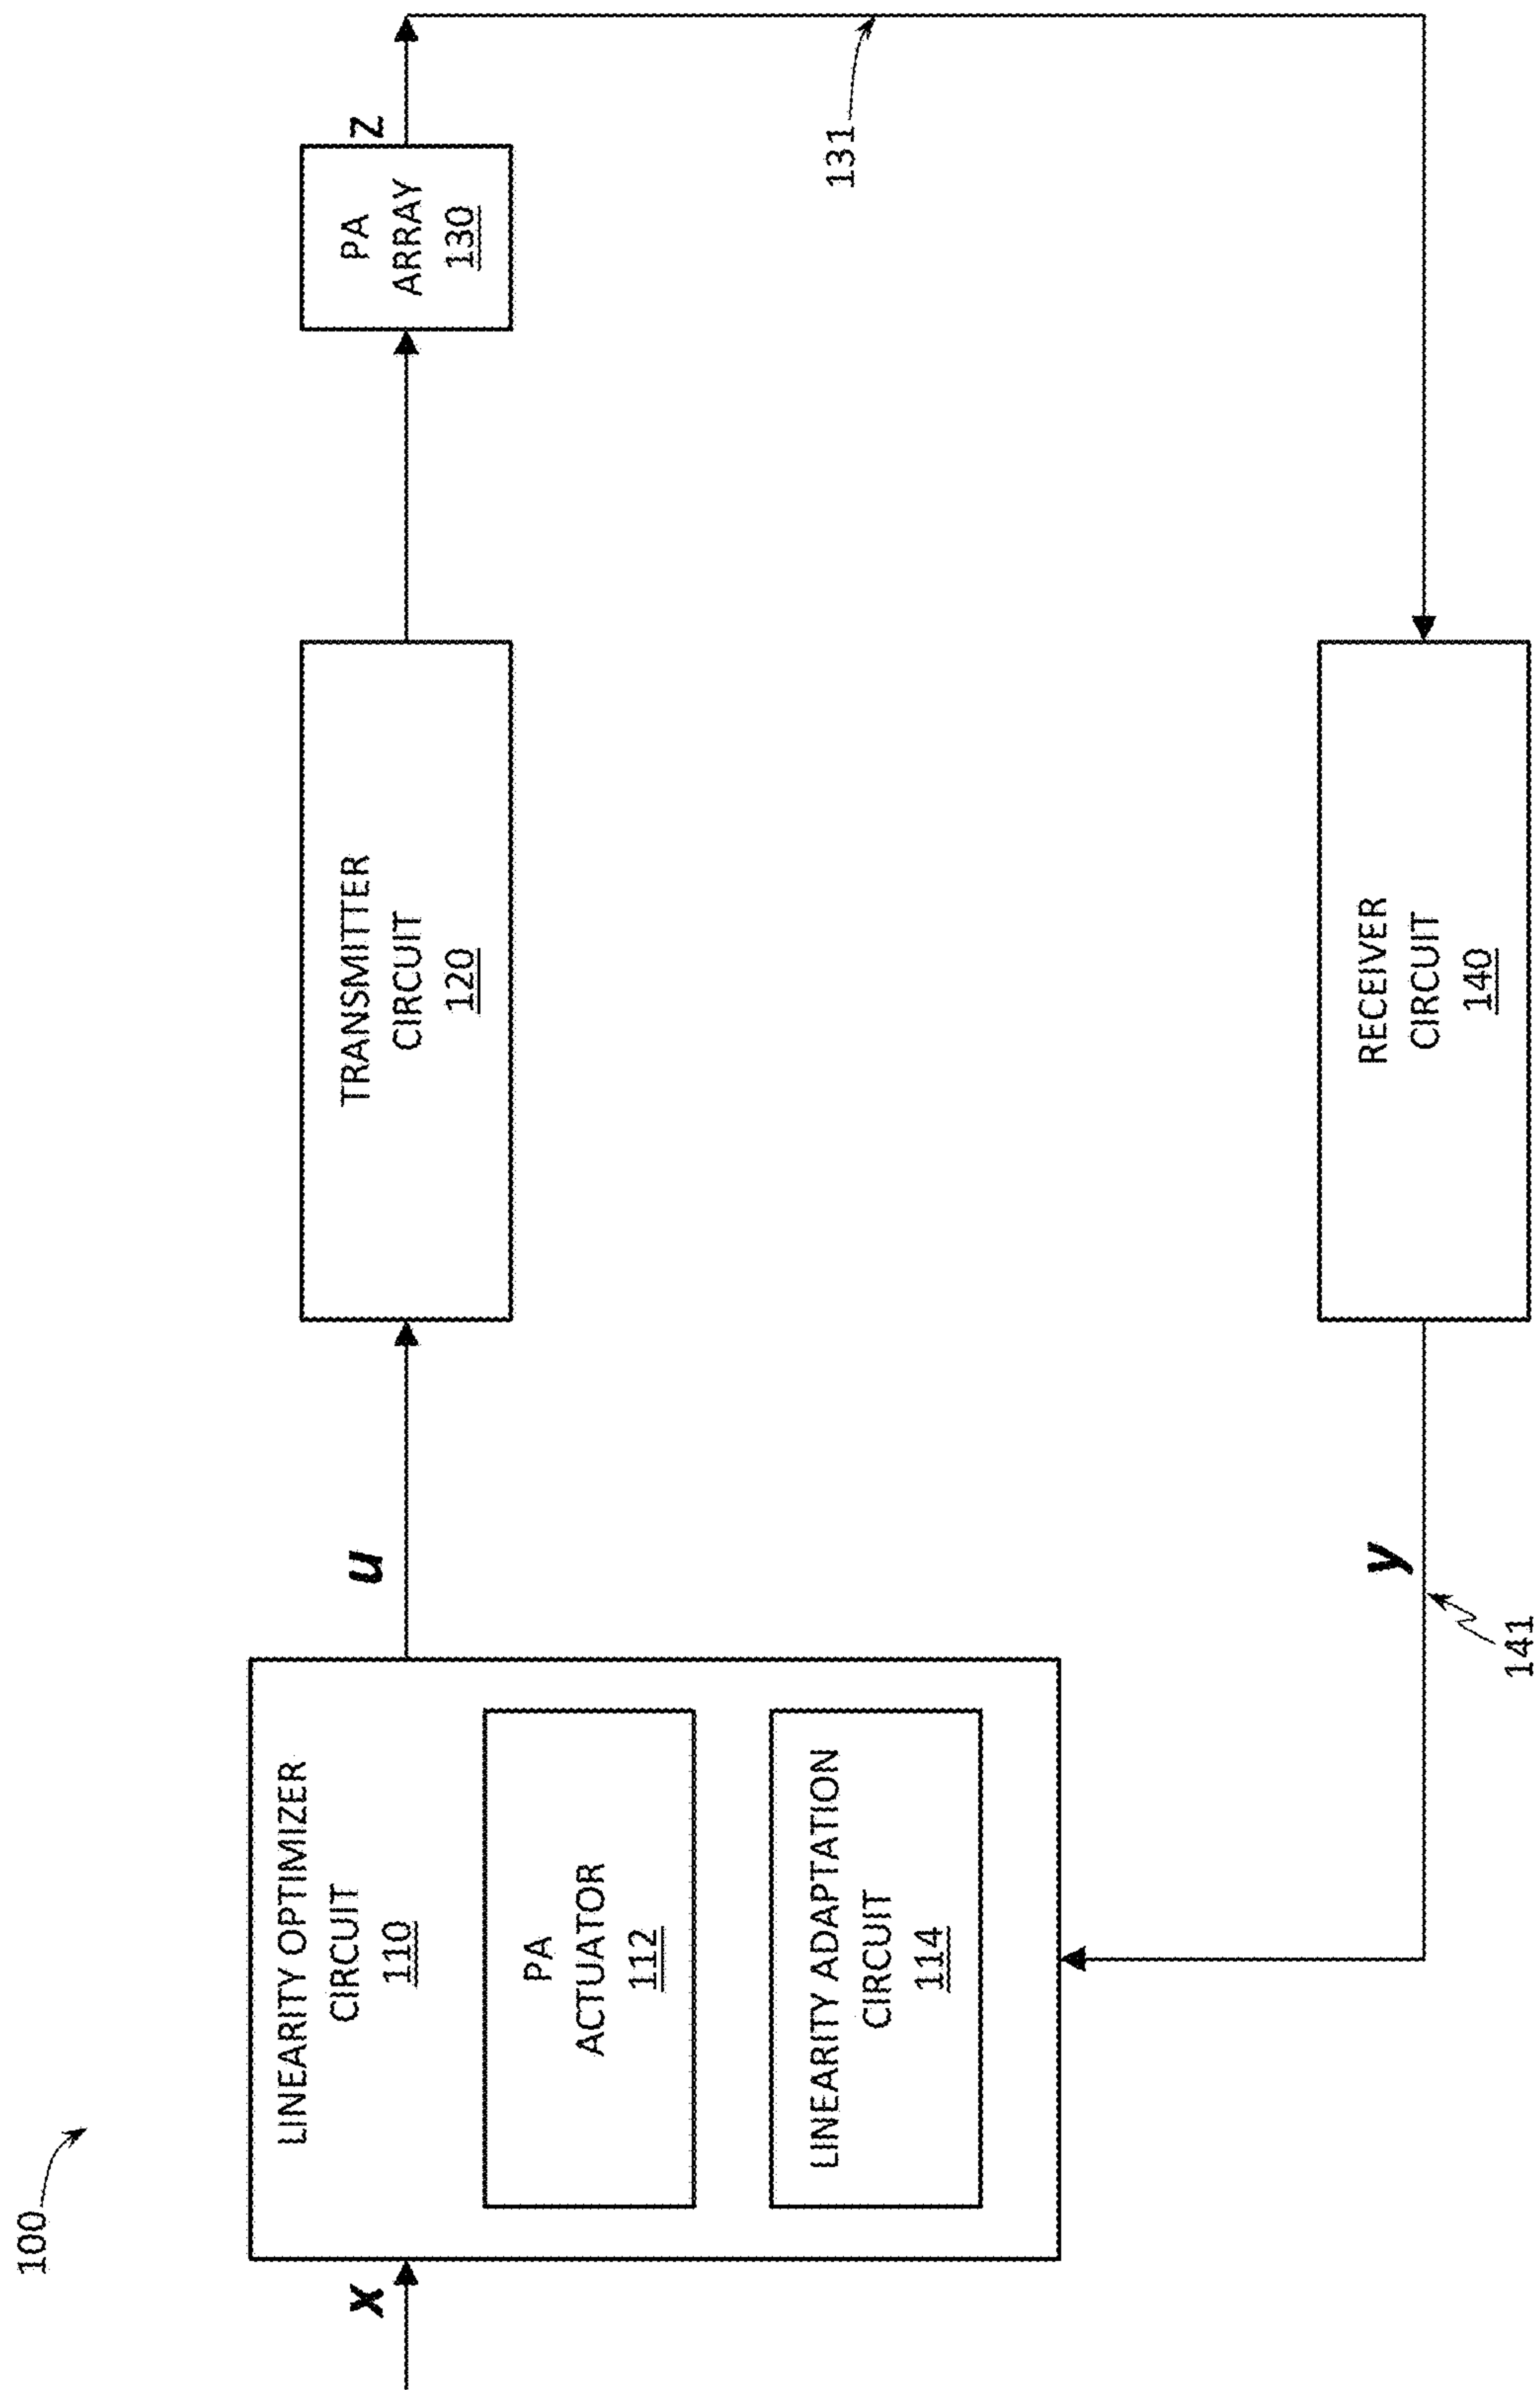 100
x
LINEARITY OPTIMIZER
CIRCUIT
110
PA
ACTUATOR
112
LINEARITY ADAPTATION
CIRCUIT
114
u
TRANSMITTER
CIRCUIT
120
PA
ARRAY
130
z
131
RECEIVER
CIRCUIT
140
y
141